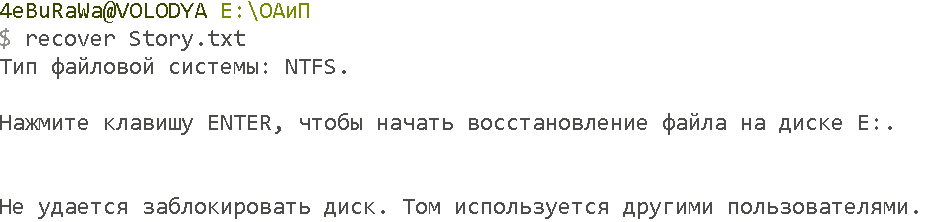 4eBuRaWa@VOLODYA E:\ОАиП
$ recover Story.txt
Тип файловой системы: NTFS.
Нажмите клавишу ENTER, чтобы начать восстановление файла на диске E:.
Не удается заблокировать диск. Том используется другими пользователями.